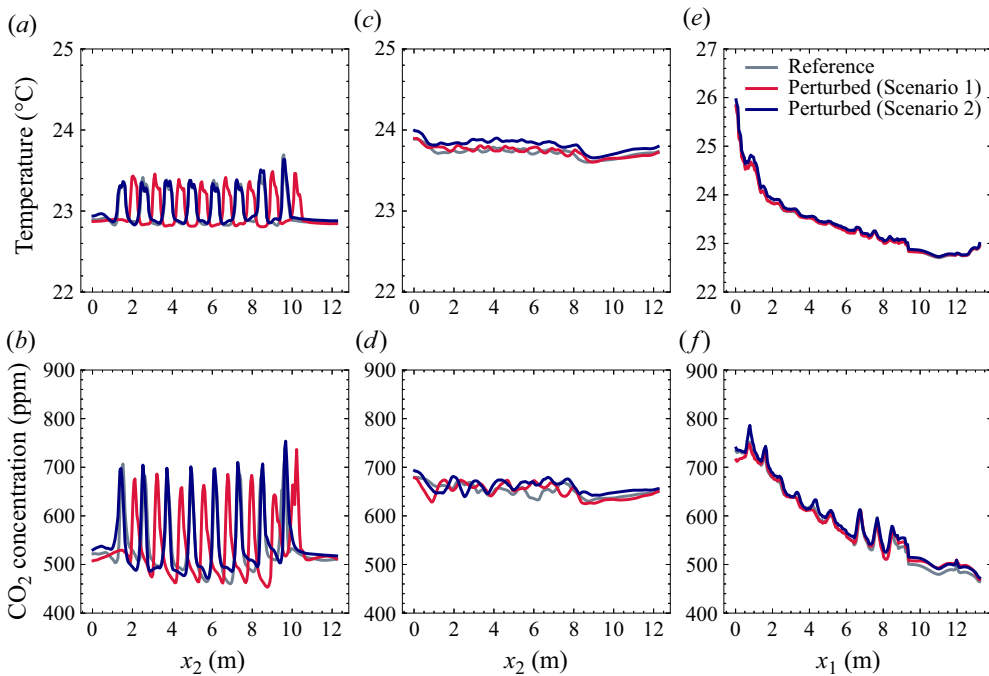 (a)
(c)
(e)
25
24
23
22
Temperature (°C)
0 2 4 6 8 10 12
25
24
23
22
0 2 4 6 8 10 12
27
26
25
24
23
22
Reference
Perturbed (Scenario 1)
Perturbed (Scenario 2)
0 2 4 6 8 10 12
(b)
(d)
(f)
900
800
700
600
500
400
CO2 concentration (ppm)
0 2 4 6 8 10 12
x2 (m)
900
800
700
600
500
400
0 2 4 6 8 10 12
x2 (m)
900
800
700
600
500
400
0 2 4 6 8 10 12
x1 (m)